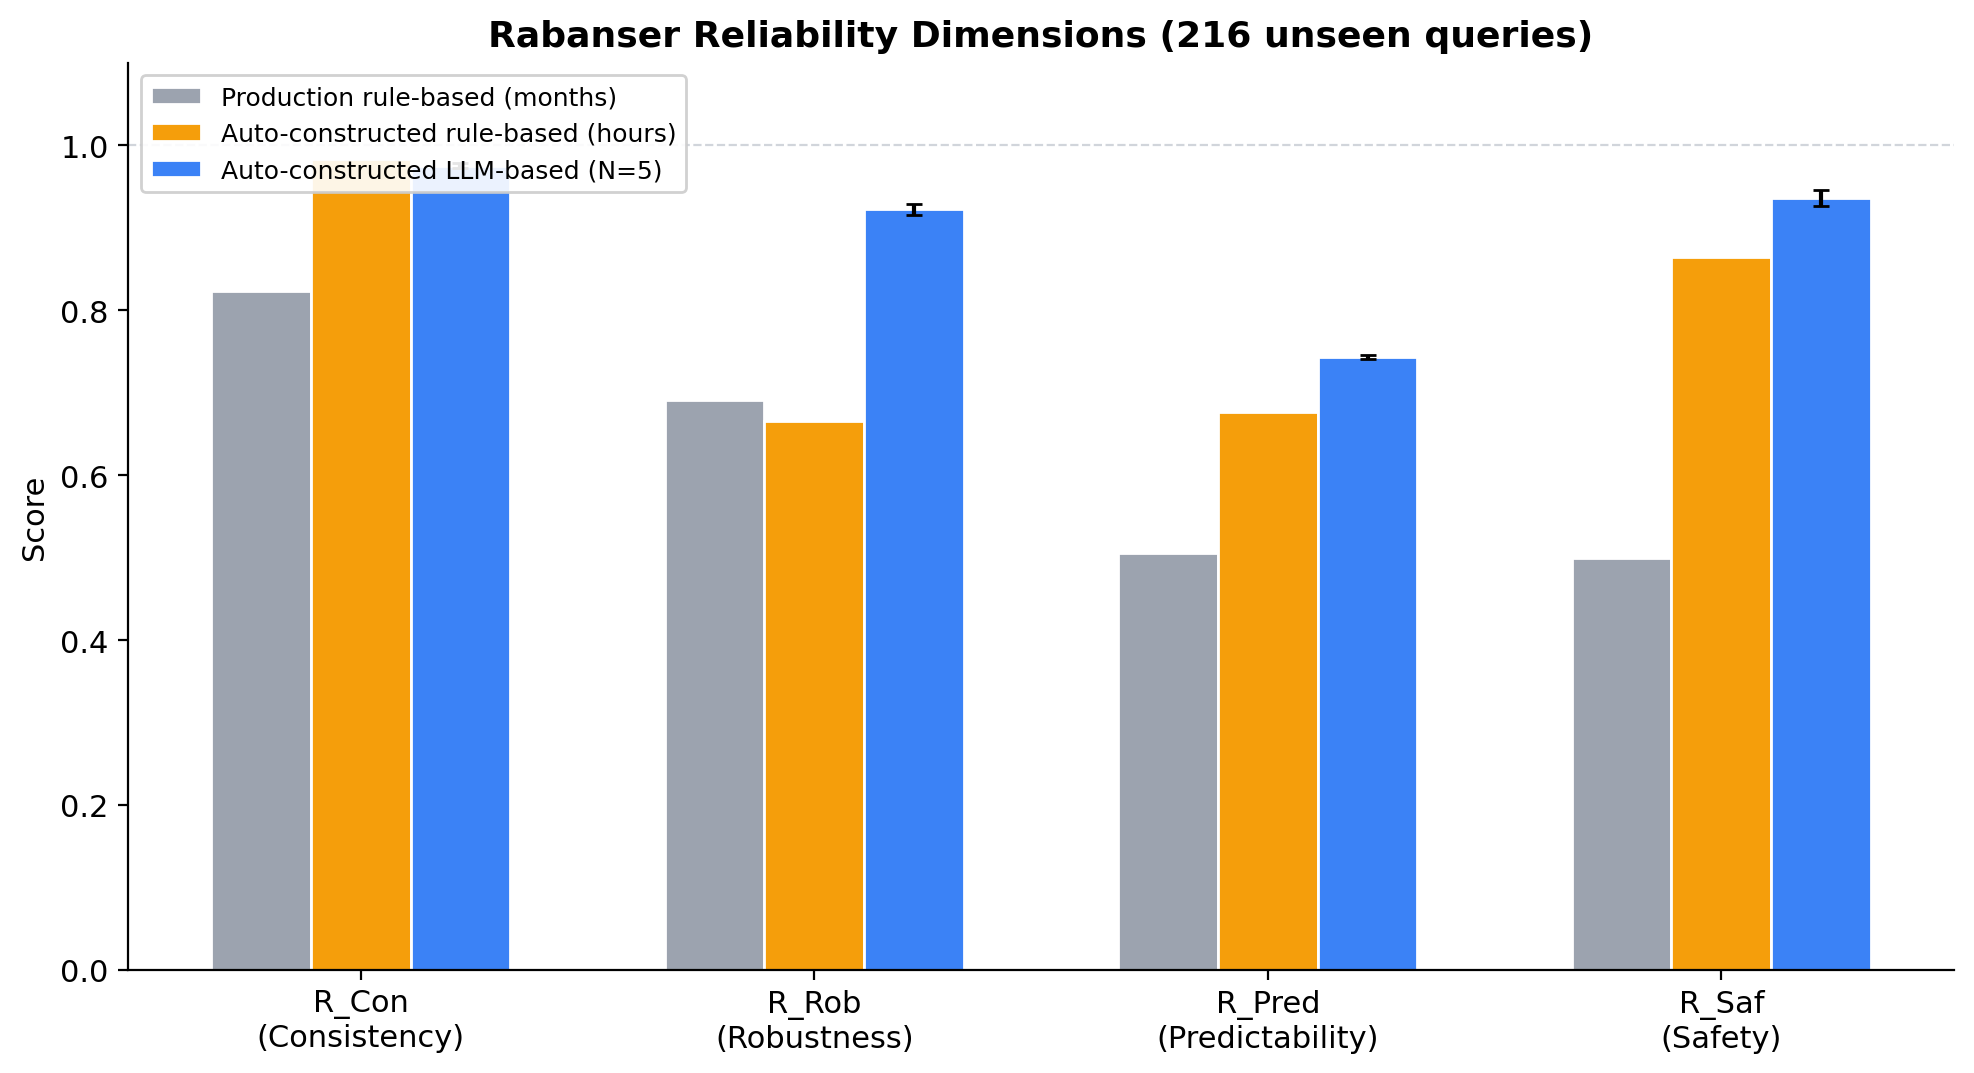 Rabanser Reliability Dimensions (216 unseen queries)
Production rule-based (months)
Auto-constructed rule-based (hours)
Auto-constructed LLM-based (N=5)
Score
1.0
0.8
0.6
0.4
0.2
0.0
R_Con
(Consistency)
R_Rob
(Robustness)
R_Pred
(Predictability)
R_Saf
(Safety)